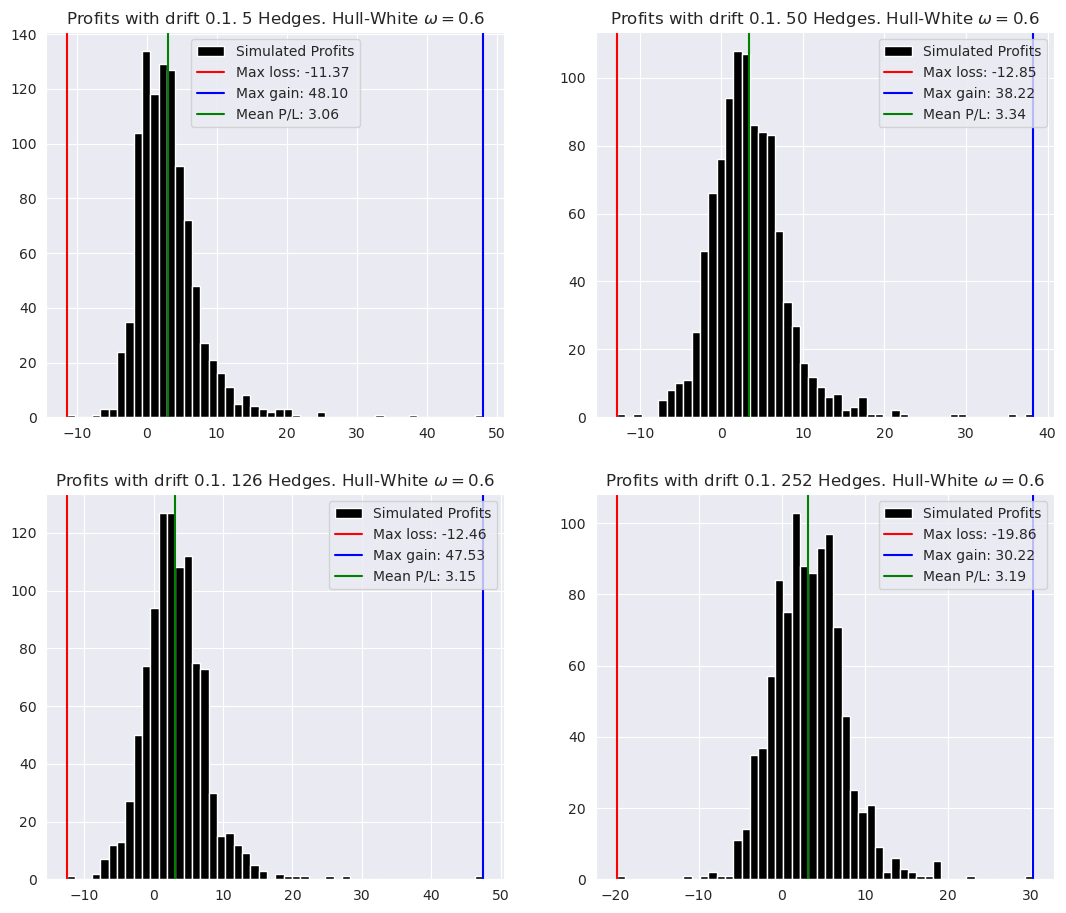 Profits with drift 0.1. 5 Hedges. Hull-White ω = 0.6
Simulated Profits
Max loss: -11.37
Max gain: 48.10
Mean P/L: 3.06
140
120
100
80
60
40
20
0
−10 0 10 20 30 40 50
Profits with drift 0.1. 50 Hedges. Hull-White ω = 0.6
Simulated Profits
Max loss: -12.85
Max gain: 38.22
Mean P/L: 3.34
100
80
60
40
20
0
−10 0 10 20 30 40
Profits with drift 0.1. 126 Hedges. Hull-White ω = 0.6
Simulated Profits
Max loss: -12.46
Max gain: 47.53
Mean P/L: 3.15
120
100
80
60
40
20
0
−10 0 10 20 30 40 50
Profits with drift 0.1. 252 Hedges. Hull-White ω = 0.6
Simulated Profits
Max loss: -19.86
Max gain: 30.22
Mean P/L: 3.19
100
80
60
40
20
0
−20 −10 0 10 20 30